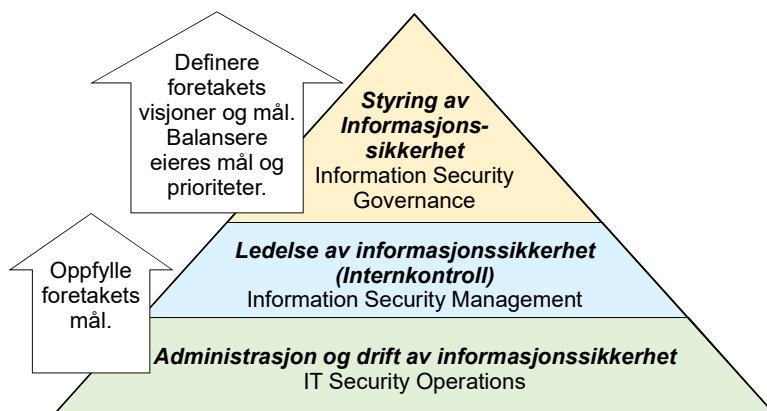 Definere
foretakets
visjoner og mål.
Balansere
eieres mål og
prioriteter.
Styring av
Informasjons-
sikkerhet
Information Security
Governance
Oppfylle
foretakets
mål.
Ledelse av informasjonssikkerhet
(Internkontroll)
Information Security Management
Administrasjon og drift av informasjonssikkerhet
IT Security Operations